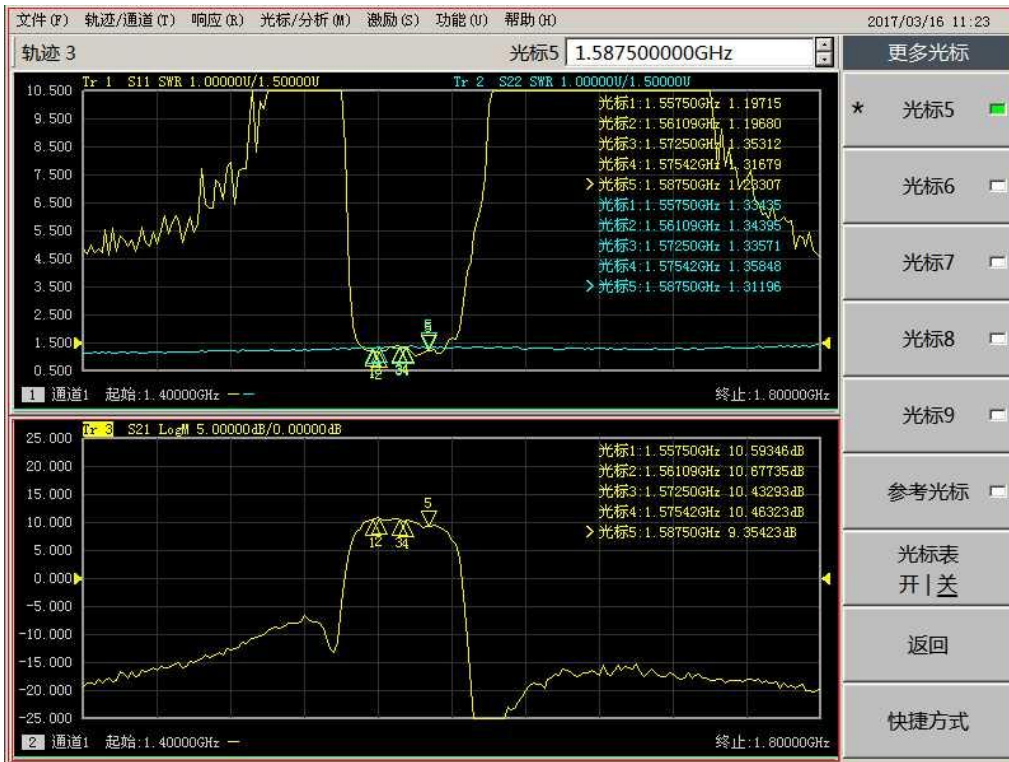 文件(F) 轨迹/通道(T) 响应(R) 光标/分析(M) 激励(S) 功能(U) 帮助(H) 2017/03/16 11:23
轨迹 3 光标5 1.587500000GHz 更多光标
Tr 1 S11 SWR 1.00000U/1.50000U Tr 2 S22 SWR 1.00000U/1.50000U
10.500
9.500
8.500
7.500
6.500
5.500
4.500
3.500
2.500
1.500
0.500
光标1:1.55750GHz 1.19715
光标2:1.56109GHz 1.19680
光标3:1.57250GHz 1.35312
光标4:1.57542GHz 1.31679
>光标5:1.58750GHz 1.23307
光标1:1.55750GHz 1.33435
光标2:1.56109GHz 1.34395
光标3:1.57250GHz 1.33571
光标4:1.57542GHz 1.35848
>光标5:1.58750GHz 1.31196
5
12 34
1 通道1 起始:1.40000GHz 终止:1.80000GHz
Tr 3 S21 LogM 5.00000dB/0.00000dB
25.000
20.000
15.000
10.000
5.000
0.000
-5.000
-10.000
-15.000
-20.000
-25.000
光标1:1.55750GHz 10.59346dB
光标2:1.56109GHz 10.67735dB
光标3:1.57250GHz 10.43293dB
光标4:1.57542GHz 10.46323dB
>光标5:1.58750GHz 9.35423dB
5
12 34
2 通道1 起始:1.40000GHz 终止:1.80000GHz
* 光标5
光标6
光标7
光标8
光标9
参考光标
光标表
开|关
返回
快捷方式